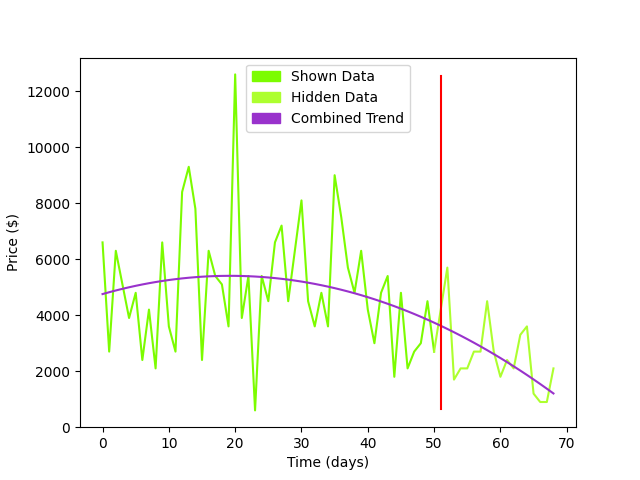 Shown Data
Hidden Data
Combined Trend
12000
10000
8000
6000
4000
2000
0
Price ($)
0 10 20 30 40 50 60 70
Time (days)